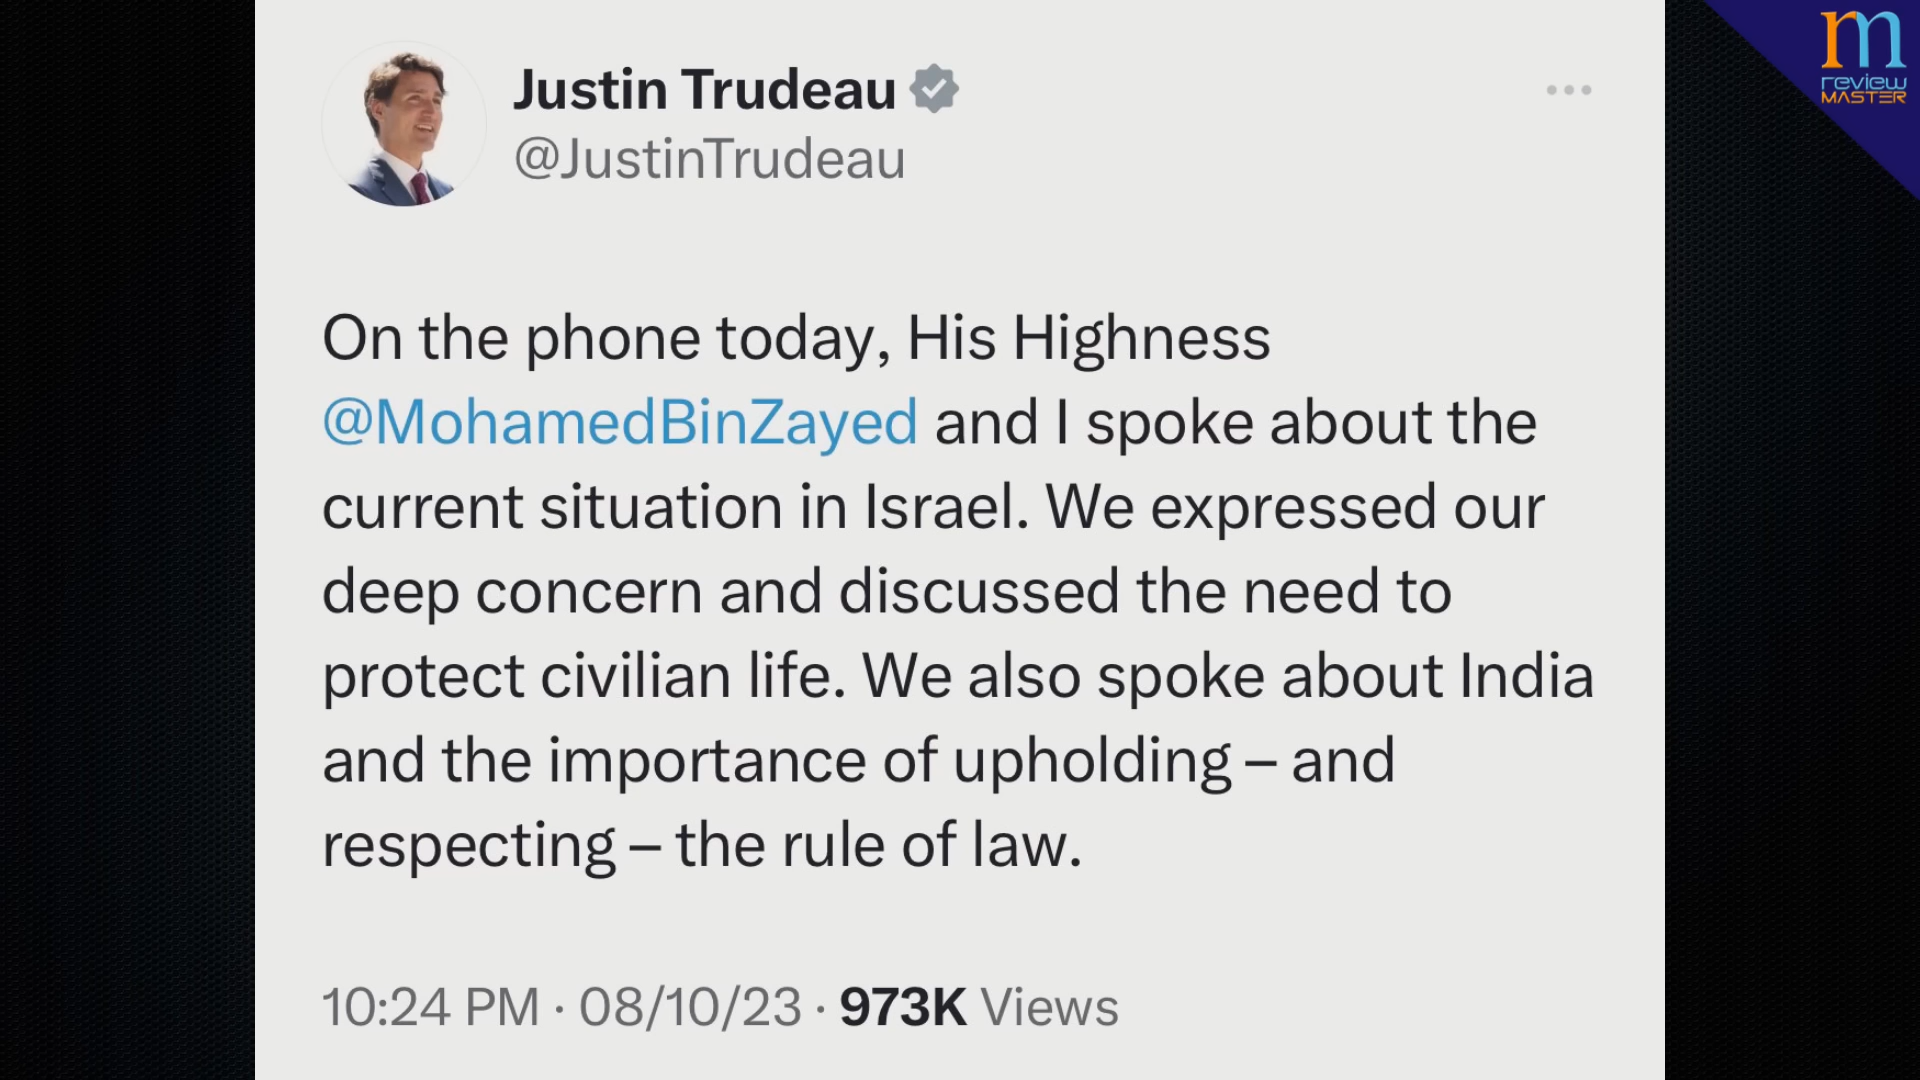 Justin Trudeau
@JustinTrudeau
rm
review
MASTER
On the phone today, His Highness
@MohamedBinZayed and I spoke about the
current situation in Israel. We expressed our
deep concern and discussed the need to
protect civilian life. We also spoke about India
and the importance of upholding – and
respecting – the rule of law.
10:24 PM · 08/10/23 · 973K Views